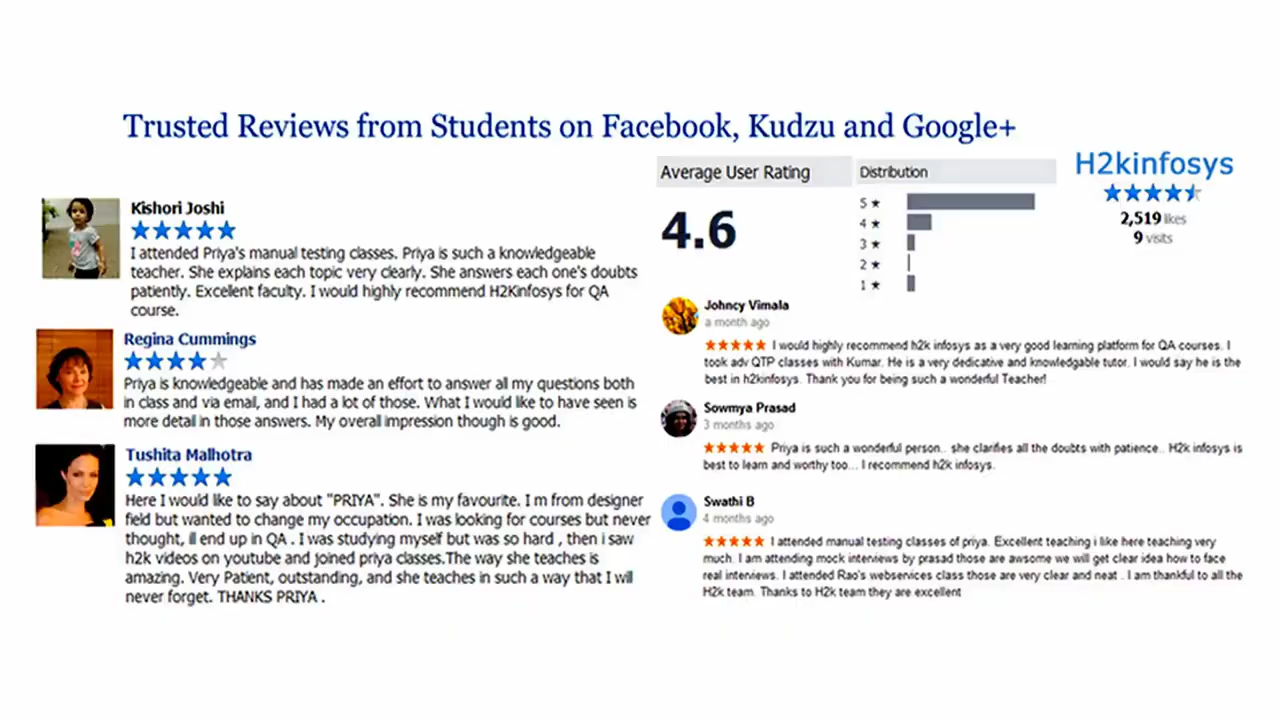 Trusted Reviews from Students on Facebook, Kudzu and Google+
Kishori Joshi
I attended Priya's manual testing classes. Priya is such a knowledgeable
teacher. She explains each topic very clearly. She answers each one's doubts
patiently. Excellent faculty. I would highly recommend H2Kinfosys for QA
course.
Regina Cummings
Priya is knowledgeable and has made an effort to answer all my questions both
in class and via email, and I had a lot of those. What I would like to have seen is
more detail in those answers. My overall impression though is good.
Tushita Malhotra
Here I would like to say about "PRIYA". She is my favourite. I m from designer
field but wanted to change my occupation. I was looking for courses but never
thought, ill end up in QA . I was studying myself but was so hard , then i saw
h2k videos on youtube and joined priya classes.The way she teaches is
amazing. Very Patient, outstanding, and she teaches in such a way that I will
never forget. THANKS PRIYA .
Average User Rating
4.6
Distribution
5 ★
4 ★
3 ★
2 ★
1 ★
H2kinfosys
2,519 likes
9 visits
Johncy Vimala
a month ago
I would highly recommend h2k infosys as a very good learning platform for QA courses. I
took adv QTP classes with Kumar. He is a very dedicative and knowledgable tutor. I would say he is the
best in h2kinfosys. Thank you for being such a wonderful Teacher!
Sowmya Prasad
3 months ago
Priya is such a wonderful person.. she clarifies all the doubts with patience.. H2k infosys is
best to learn and worthy too... I recommend h2k infosys.
Swathi B
4 months ago
I attended manual testing classes of priya. Excellent teaching i like here teaching very
much. I am attending mock interviews by prasad those are awsome we will get clear idea how to face
real interviews. I attended Rao's webservices class those are very clear and neat . I am thankful to all the
H2k team. Thanks to H2k team they are excellent